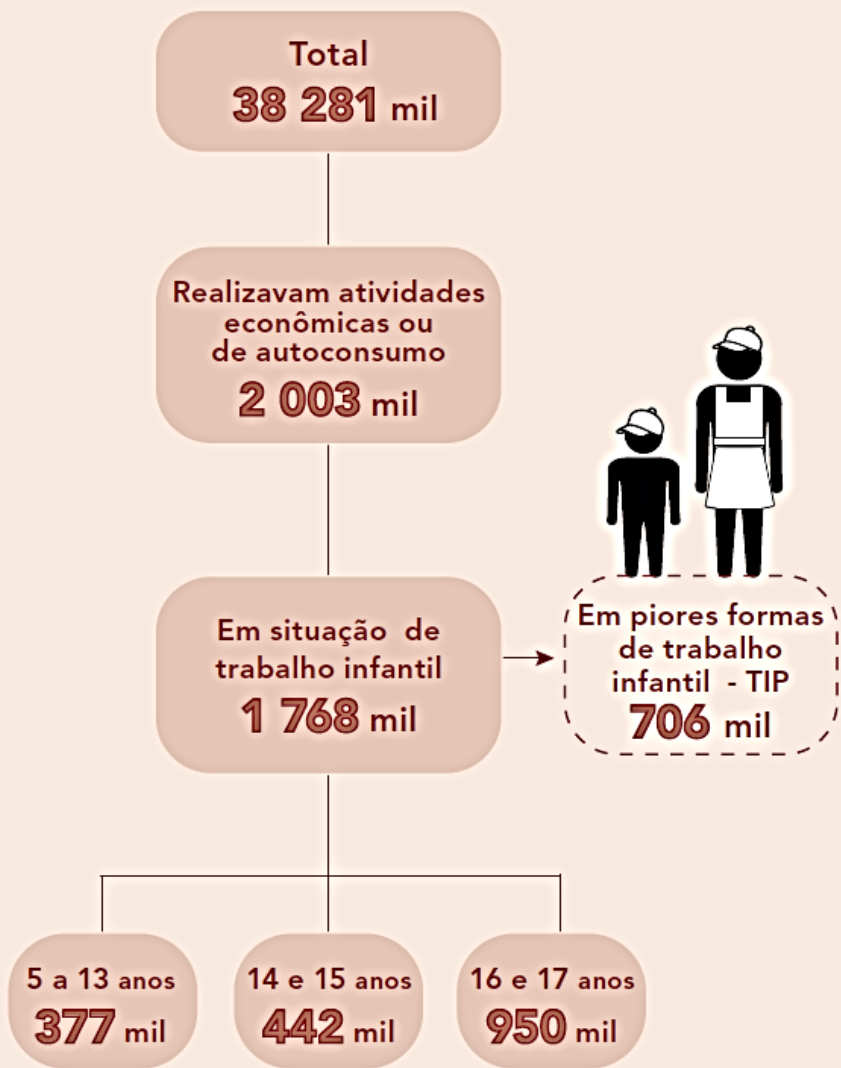 Total
38 281 mil
Realizavam atividades
econômicas ou
de autoconsumo
2 003 mil
Em situação de
trabalho infantil
1 768 mil
Em piores formas
de trabalho
infantil - TIP
706 mil
5 a 13 anos
377 mil
14 e 15 anos
442 mil
16 e 17 anos
950 mil